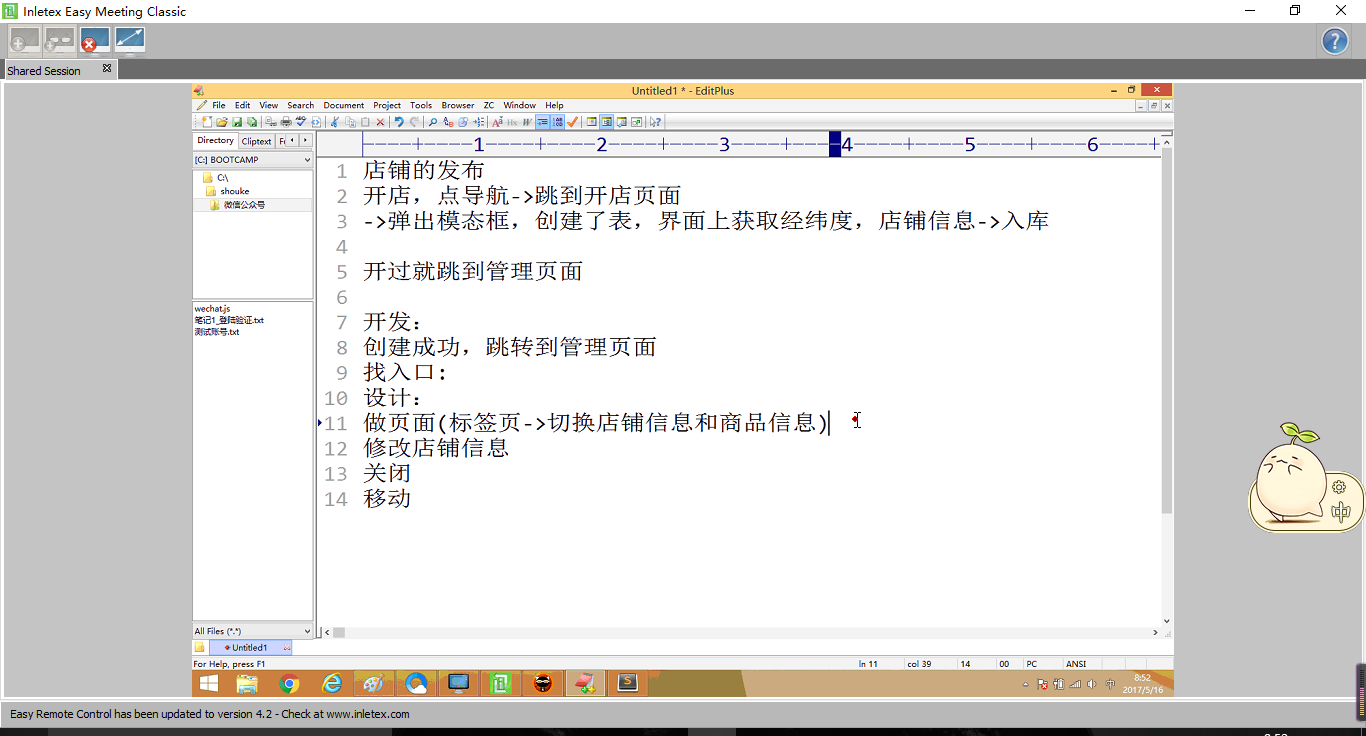 Inletex Easy Meeting Classic
Shared Session
Untitled1 * - EditPlus
File Edit View Search Document Project Tools Browser ZC Window Help
Directory Cliptext
[C:] BOOTCAMP
C:\
shouke
微信公众号
wechat.js
笔记1_登陆验证.txt
测试账号.txt
1 2 3 4 5 6
1 店铺的发布
2 开店，点导航->跳到开店页面
3 ->弹出模态框，创建了表，界面上获取经纬度，店铺信息->入库
4
5 开过就跳到管理页面
6
7 开发：
8 创建成功，跳转到管理页面
9 找入口：
10 设计：
11 做页面(标签页->切换店铺信息和商品信息)
12 修改店铺信息
13 关闭
14 移动
中
All Files (*.*)
Untitled1
For Help, press F1
ln 11 col 39 14 00 PC ANSI
8:52
2017/5/16
Easy Remote Control has been updated to version 4.2 - Check at www.inletex.com